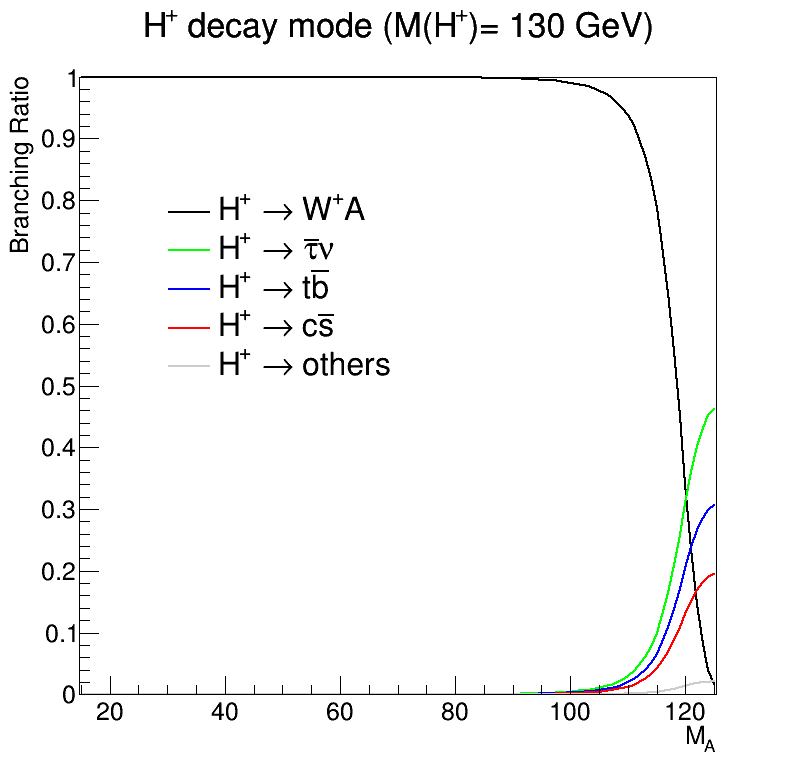 H⁺ decay mode (M(H⁺)= 130 GeV)
Branching Ratio
1
0.9
0.8
0.7
0.6
0.5
0.4
0.3
0.2
0.1
0
H⁺ → W⁺A
H⁺ → τ̄ν
H⁺ → tb̄
H⁺ → cs̄
H⁺ → others
20 40 60 80 100 120
M_A